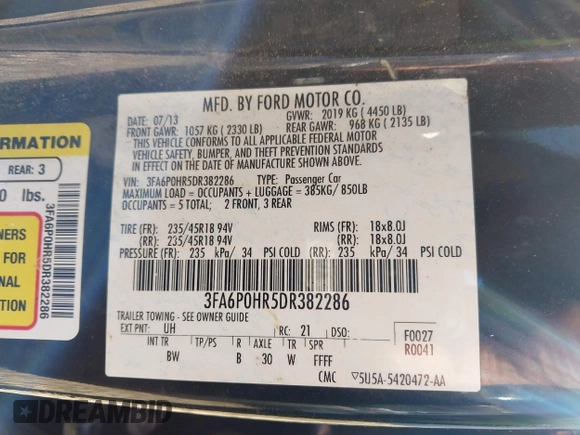 MFD. BY FORD MOTOR CO.
DATE: 07/13 GVWR: 2019 KG (4450 LB)
FRONT GAWR: 1057 KG (2330 LB) REAR GAWR: 968 KG (2135 LB)
THIS VEHICLE CONFORMS TO ALL APPLICABLE FEDERAL MOTOR
VEHICLE SAFETY, BUMPER, AND THEFT PREVENTION STANDARDS
IN EFFECT ON THE DATE OF MANUFACTURE SHOWN ABOVE.
VIN: 3FA6P0HR5DR382286 TYPE: Passenger Car
MAXIMUM LOAD = OCCUPANTS + LUGGAGE = 385KG/850LB
OCCUPANTS = 5 TOTAL; 2 FRONT, 3 REAR
TIRE (FR): 235/45R18 94V RIMS (FR): 18x8.0J
(RR): 235/45R18 94V (RR): 18x8.0J
PRESSURE (FR): 235 kPa/ 34 PSI COLD (RR): 235 kPa/ 34 PSI COLD
3FA6P0HR5DR382286
TRAILER TOWING - SEE OWNER GUIDE
EXT PNT: UH RC: 21 DSO:
F0027
R0041
INT TR TP/PS R AXLE TR SPR
BW B 30 W FFFF
CMC ▽5U5A-5420472-AA
ORMATION
REAR: 3
0 lbs.
NERS
FOR
NAL
3FA6P0HR5DR382286
DREAMBID